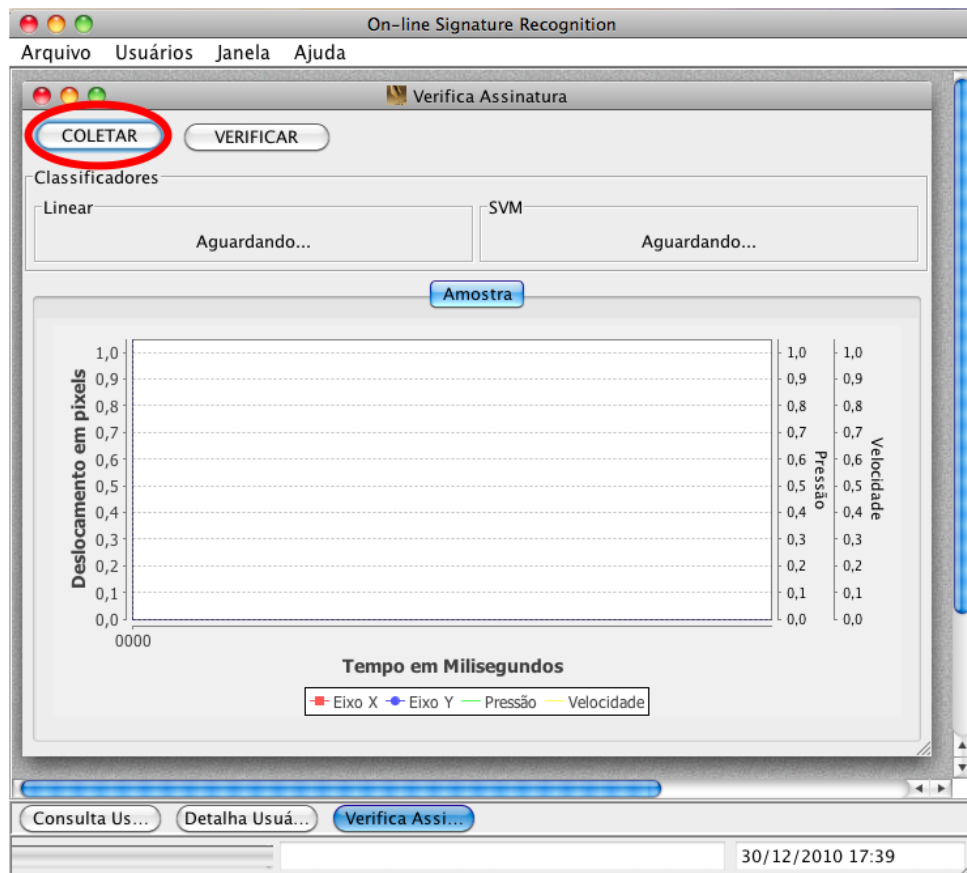 On-line Signature Recognition
Arquivo Usuários Janela Ajuda
Verifica Assinatura
COLETAR VERIFICAR
Classificadores
Linear SVM
Aguardando... Aguardando...
Amostra
1,0 1,0 1,0
0,9 0,9 0,9
0,8 0,8 0,8
0,7 0,7 0,7
0,6 0,6 0,6
0,5 0,5 0,5
0,4 0,4 0,4
0,3 0,3 0,3
0,2 0,2 0,2
0,1 0,1 0,1
0,0 0,0 0,0
Deslocamento em pixels
Pressão
Velocidade
0000
Tempo em Milisegundos
Eixo X Eixo Y Pressão Velocidade
Consulta Us... Detalha Usuá... Verifica Assi...
30/12/2010 17:39